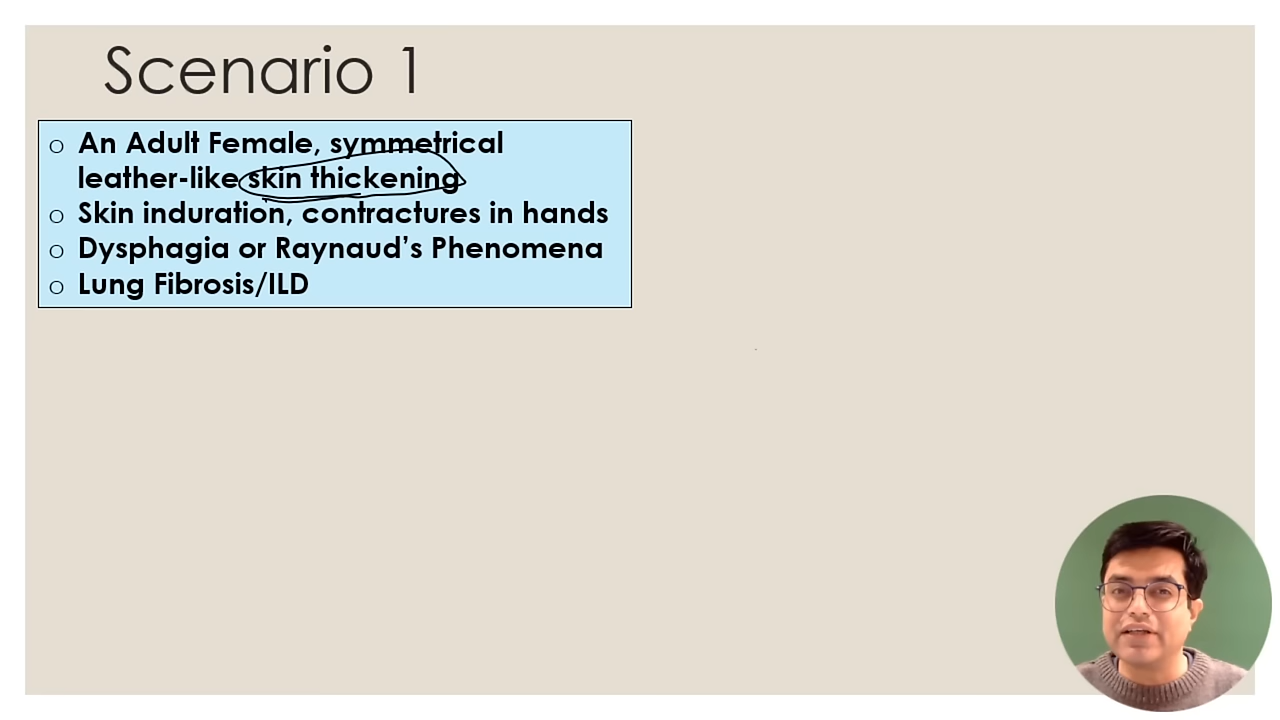 Scenario 1
o An Adult Female, symmetrical
leather-like skin thickening
o Skin induration, contractures in hands
o Dysphagia or Raynaud's Phenomena
o Lung Fibrosis/ILD